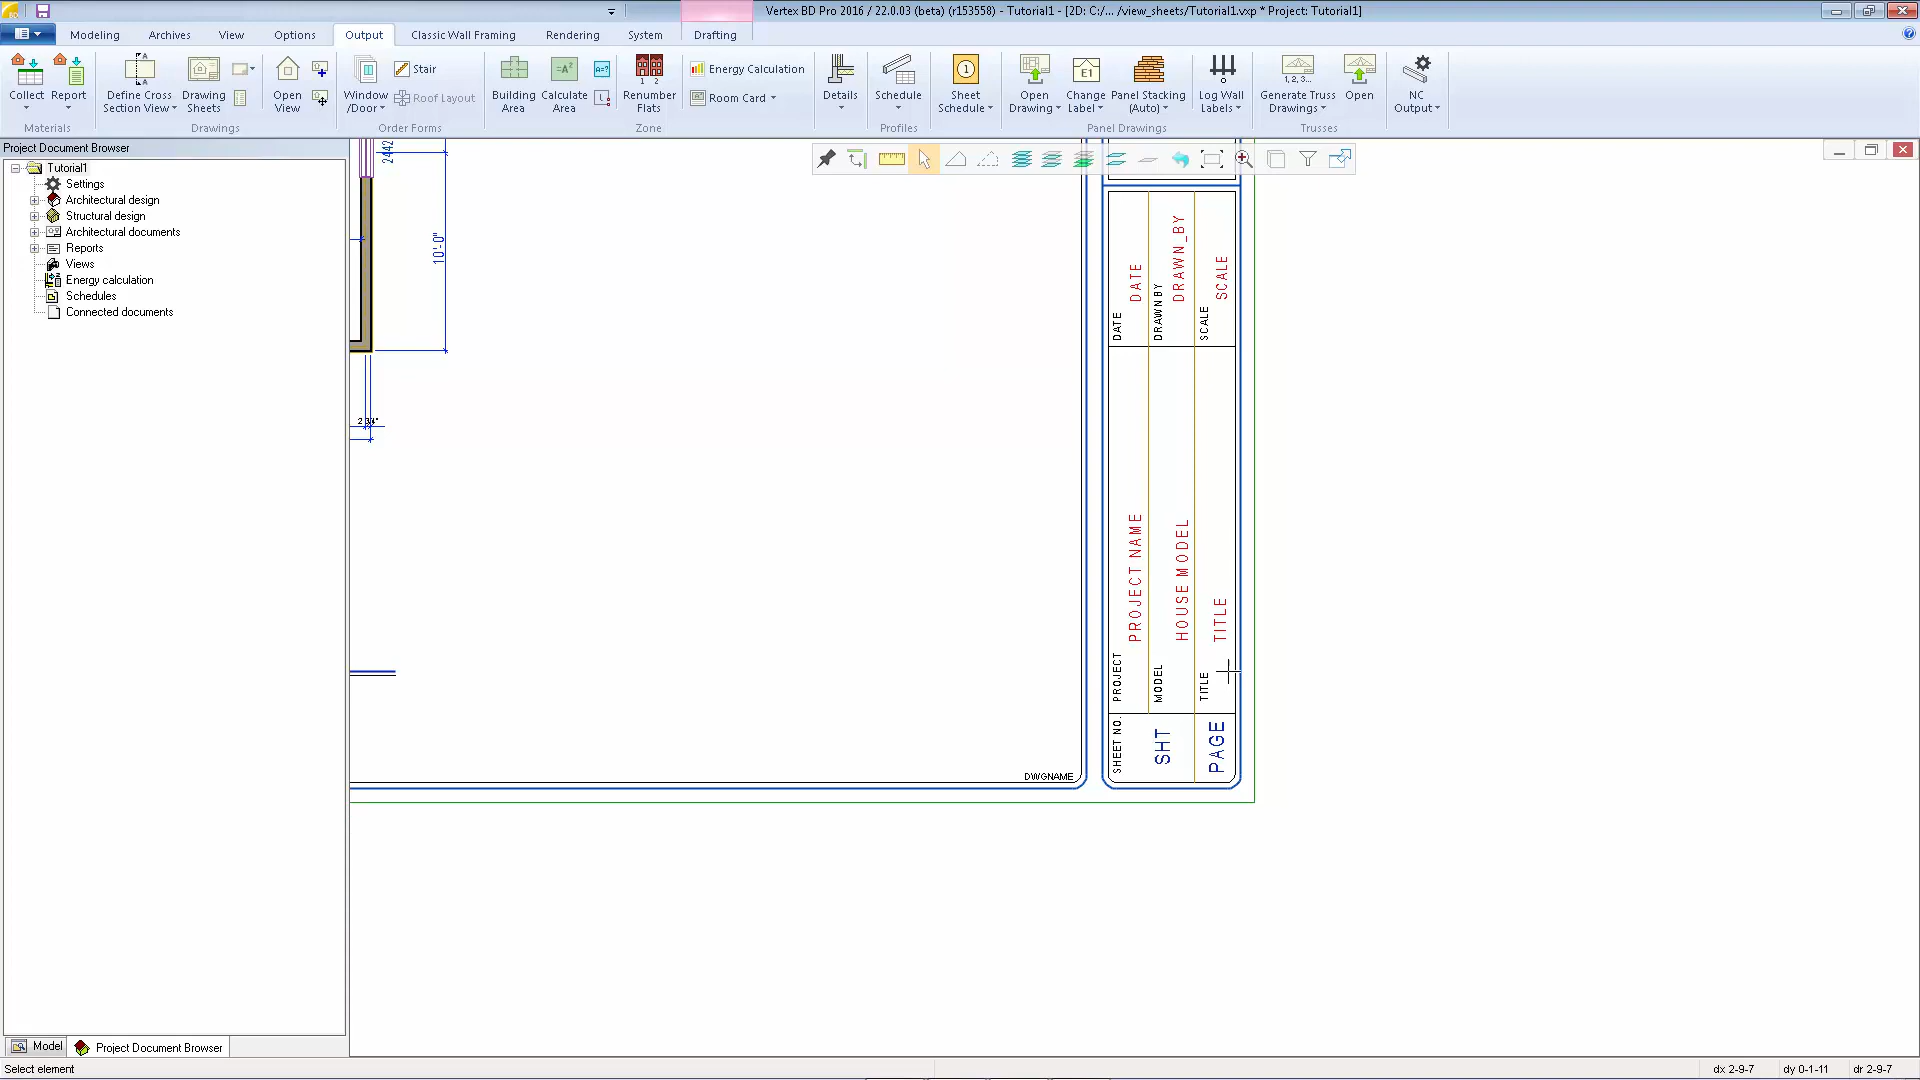 Vertex BD Pro 2016 / 22.0.03 (beta) (r153558) - Tutorial1 - [2D: C:/... /view_sheets/Tutorial1.vxp * Project: Tutorial1]
Modeling Archives View Options Output Classic Wall Framing Rendering System Drafting
Collect
Report
Materials
Define Cross
Section View
Drawing
Sheets
Drawings
Open
View
Window
/Door
Stair
Roof Layout
Order Forms
Building
Area
Calculate
Area
Renumber
Flats
Energy Calculation
Room Card
Zone
Details
Schedule
Profiles
Sheet
Schedule
Open
Drawing
E1
Change
Label
Panel Stacking
(Auto)
Log Wall
Labels
Panel Drawings
1, 2, 3...
Generate Truss
Drawings
Open
Trusses
NC
Output
Project Document Browser
Tutorial1
Settings
Architectural design
Structural design
Architectural documents
Reports
Views
Energy calculation
Schedules
Connected documents
2442
10'-0"
DWGNAME
DATE
DATE
DRAWN BY
DRAWN_BY
SCALE
SCALE
PROJECT
PROJECT NAME
MODEL
HOUSE MODEL
TITLE
TITLE
SHEET NO.
SHT
PAGE
Model Project Document Browser
Select element
dx 2-9-7 dy 0-1-11 dr 2-9-7